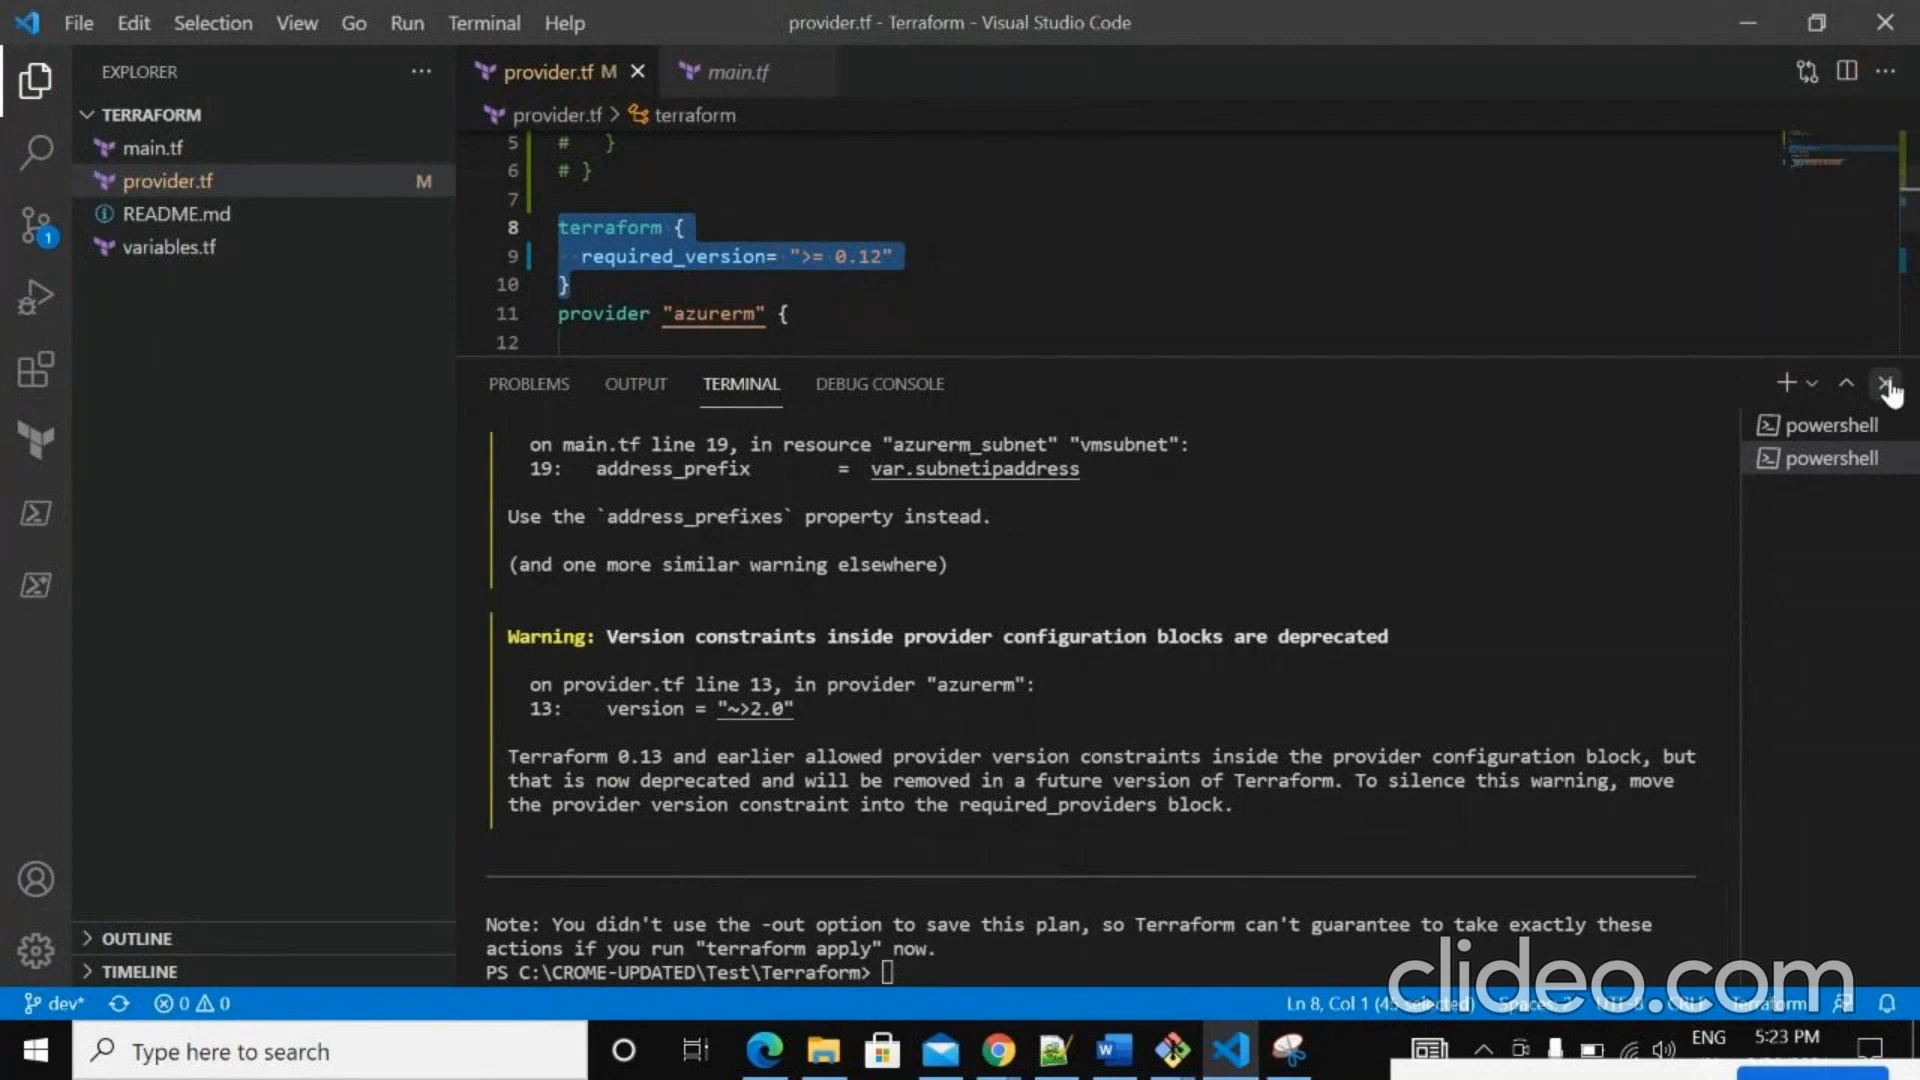 File Edit Selection View Go Run Terminal Help
provider.tf - Terraform - Visual Studio Code
EXPLORER
TERRAFORM
main.tf
provider.tf M
README.md
variables.tf
OUTLINE
TIMELINE
provider.tf M
main.tf
provider.tf > terraform
5 #   }
6 # }
7
8 terraform {
9   required_version= ">= 0.12"
10 }
11 provider "azurerm" {
12
PROBLEMS OUTPUT TERMINAL DEBUG CONSOLE
powershell
powershell
on main.tf line 19, in resource "azurerm_subnet" "vmsubnet":
19:   address_prefix        =  var.subnetipaddress
Use the `address_prefixes` property instead.
(and one more similar warning elsewhere)
Warning: Version constraints inside provider configuration blocks are deprecated
on provider.tf line 13, in provider "azurerm":
13:    version = "~>2.0"
Terraform 0.13 and earlier allowed provider version constraints inside the provider configuration block, but
that is now deprecated and will be removed in a future version of Terraform. To silence this warning, move
the provider version constraint into the required_providers block.
Note: You didn't use the -out option to save this plan, so Terraform can't guarantee to take exactly these
actions if you run "terraform apply" now.
PS C:\CROME-UPDATED\Test\Terraform>
clideo.com
1
dev*
0 0
Ln 8, Col 1 (45 selected) Spaces: 2 UTF-8 CRLF Terraform
Type here to search
ENG
5:23 PM